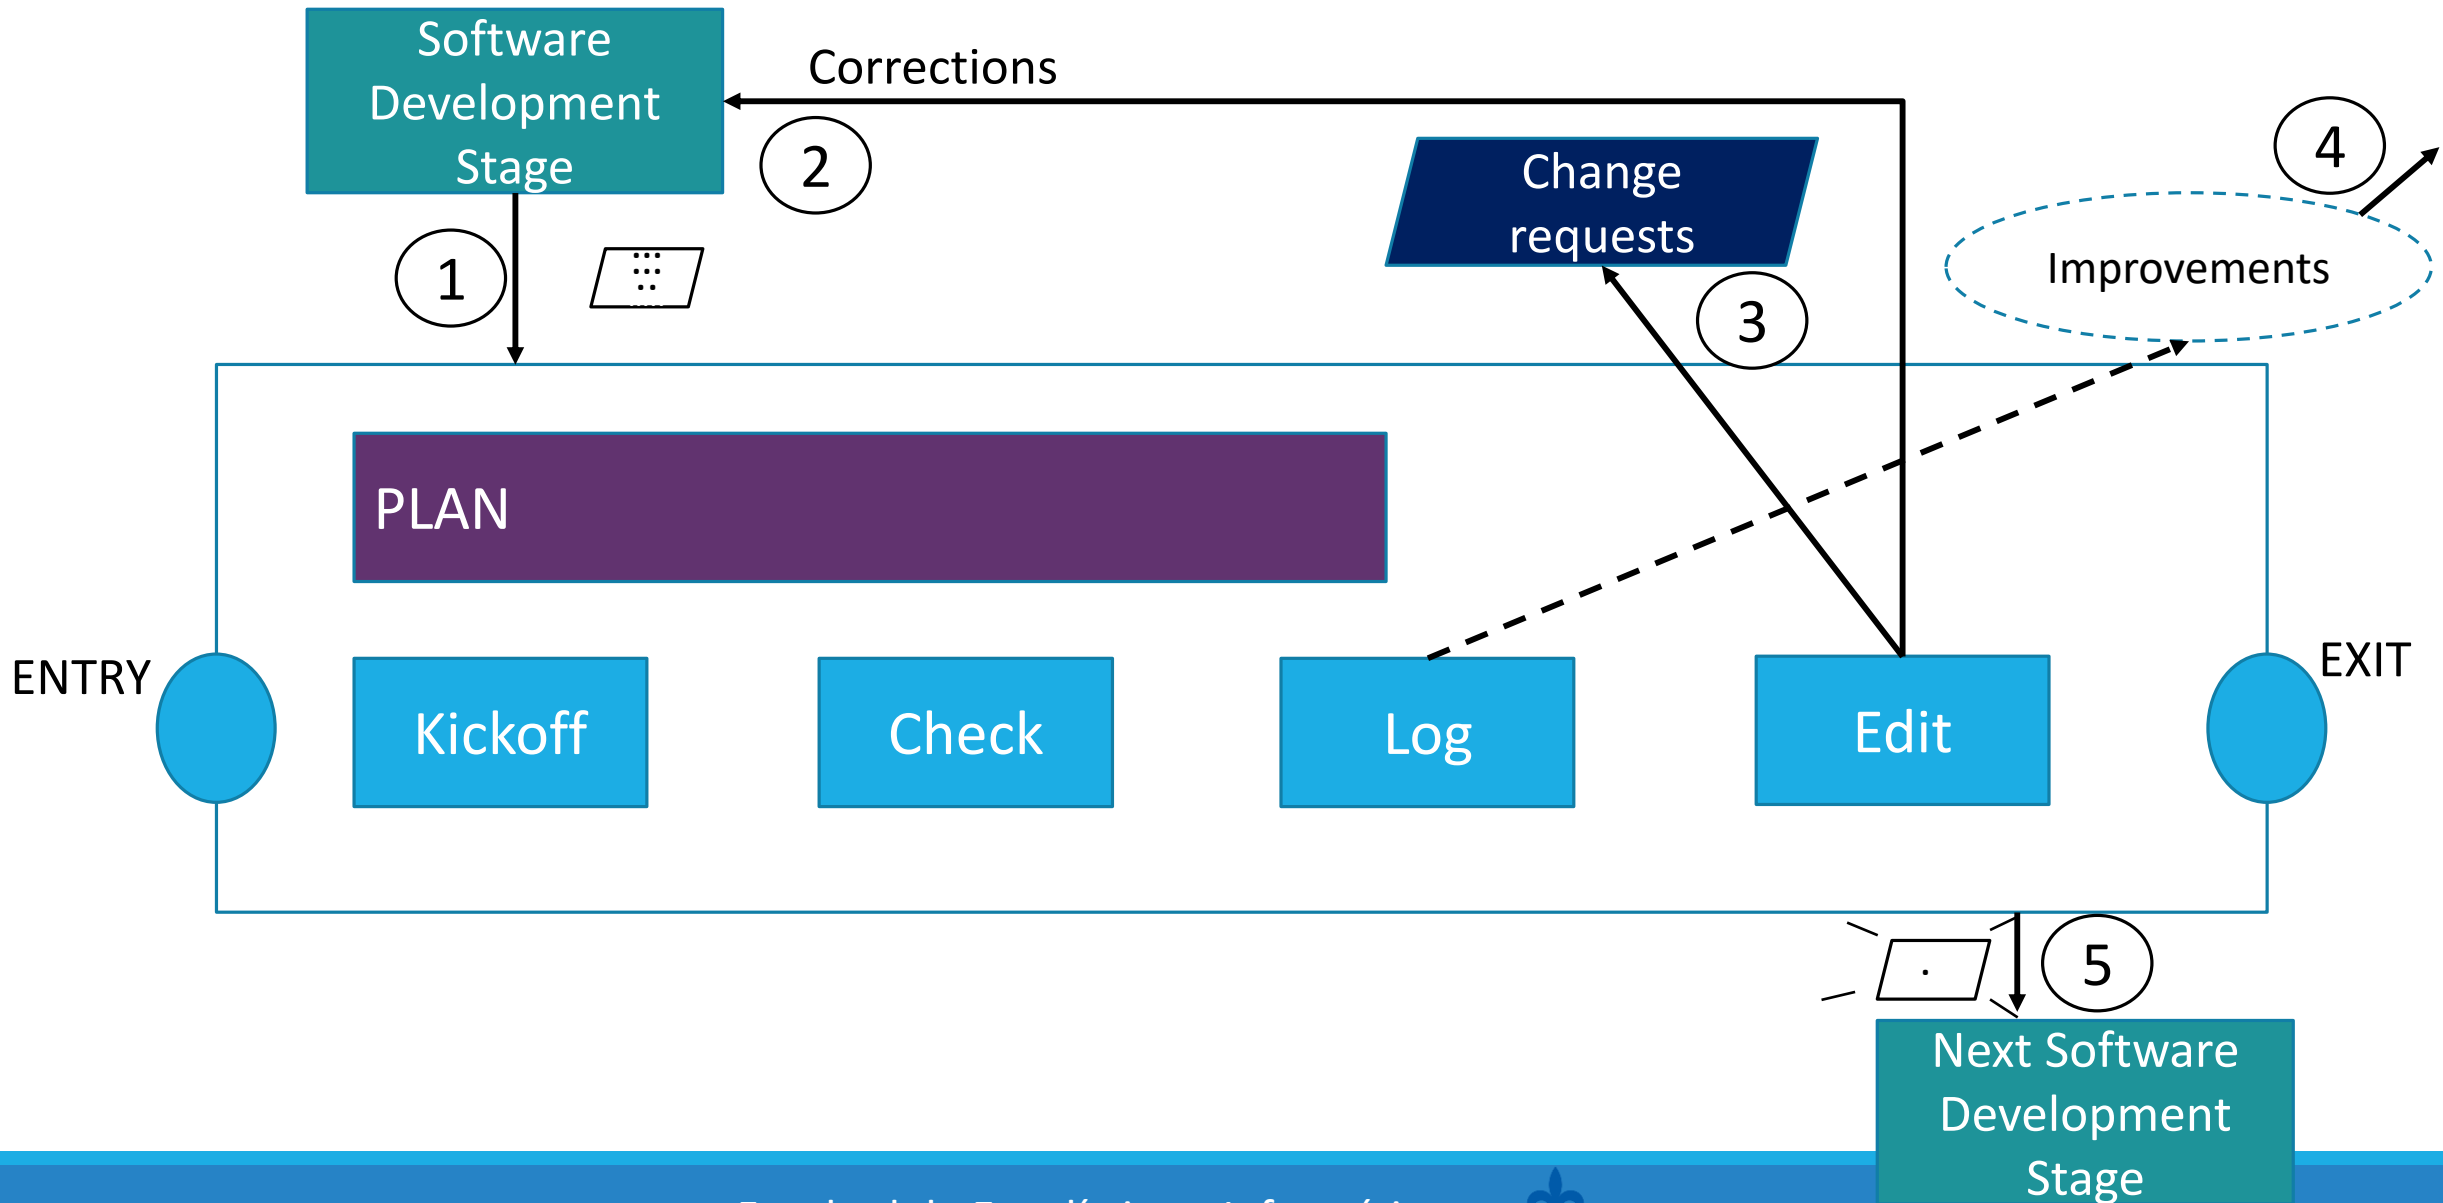 Software
Development
Stage
Corrections
2
Change
requests
4
Improvements
1
3
PLAN
ENTRY
EXIT
Kickoff
Check
Log
Edit
5
Next Software
Development
Stage